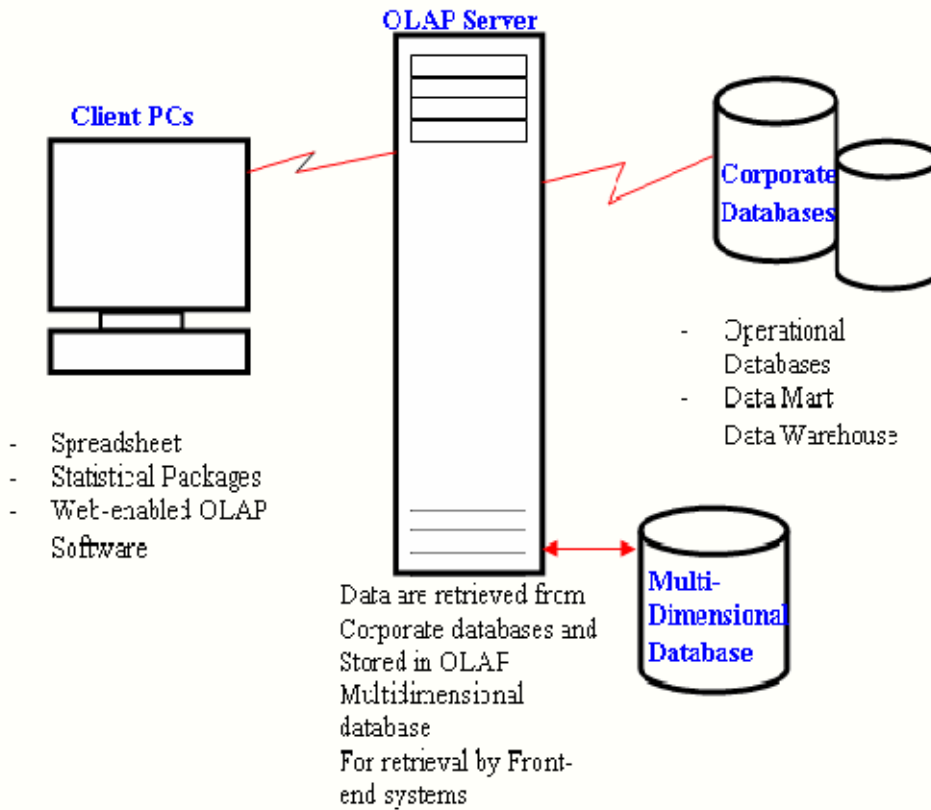 OLAP Server
Client PCs
Corporate
Databases
- Operational
Databases
- Data Mart
Data Warehouse
- Spreadsheet
- Statistical Packages
- Web-enabled OLAP
Software
Multi-
Dimensional
Database
Data are retrieved from
Corporate databases and
Stored in OLAP
Multidimensional
database
For retrieval by Front-
end systems